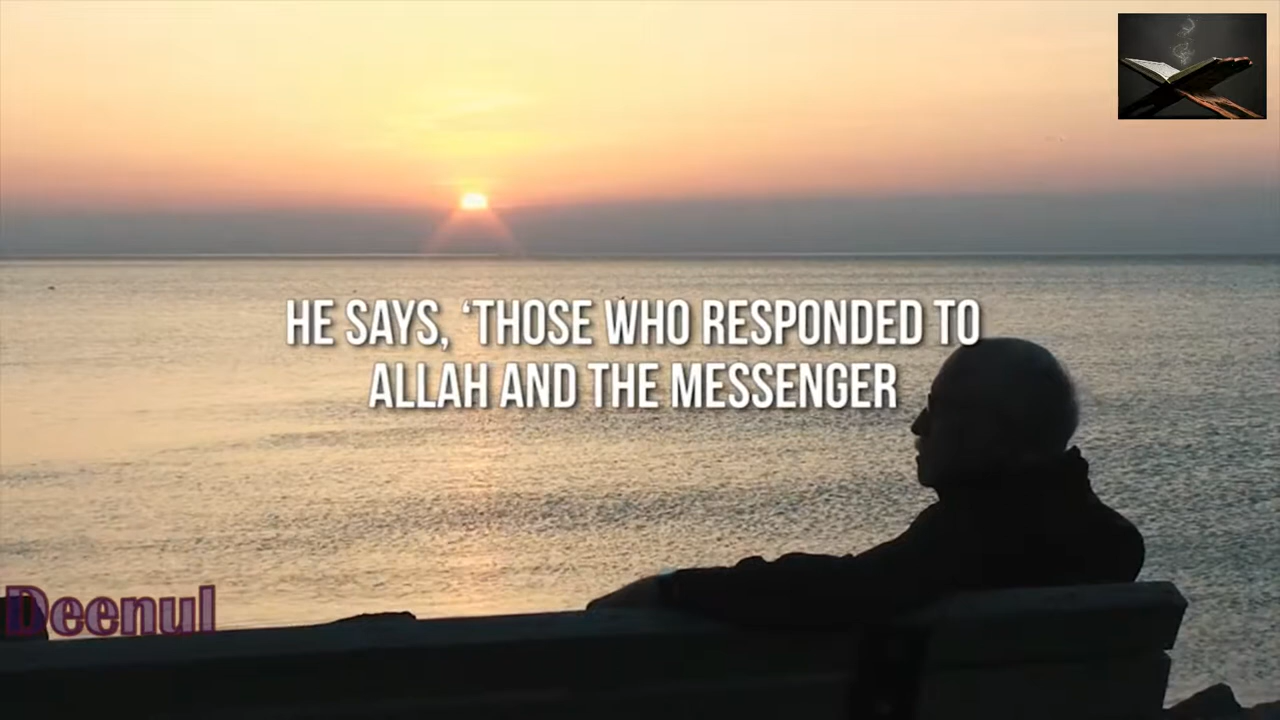 HE SAYS, ‘THOSE WHO RESPONDED TO
ALLAH AND THE MESSENGER
Deenul